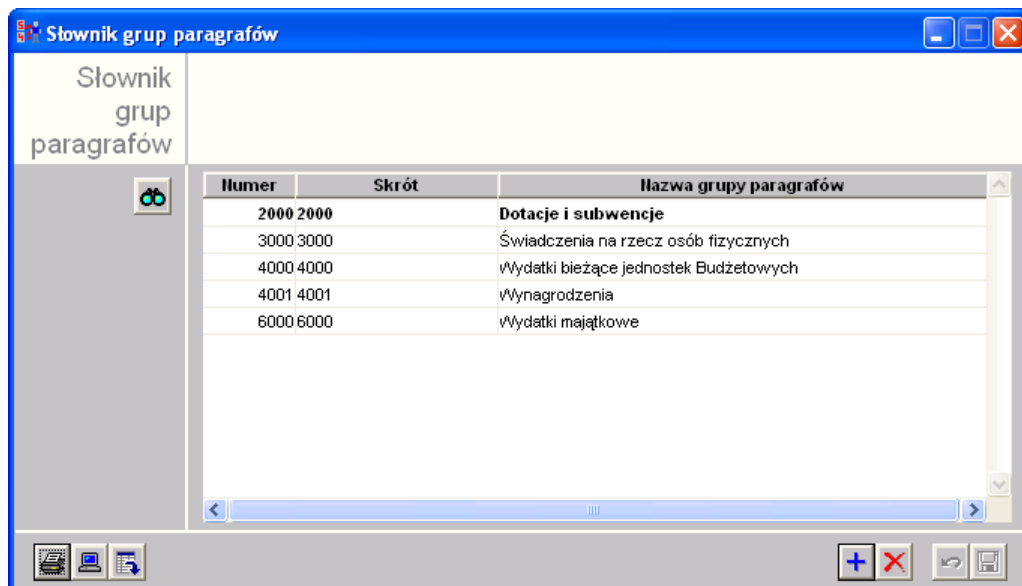 Słownik grup paragrafów
Słownik
grup
paragrafów
Numer Skrót Nazwa grupy paragrafów
2000 2000 Dotacje i subwencje
3000 3000 Świadczenia na rzecz osób fizycznych
4000 4000 Wydatki bieżące jednostek Budżetowych
4001 4001 Wynagrodzenia
6000 6000 Wydatki majątkowe